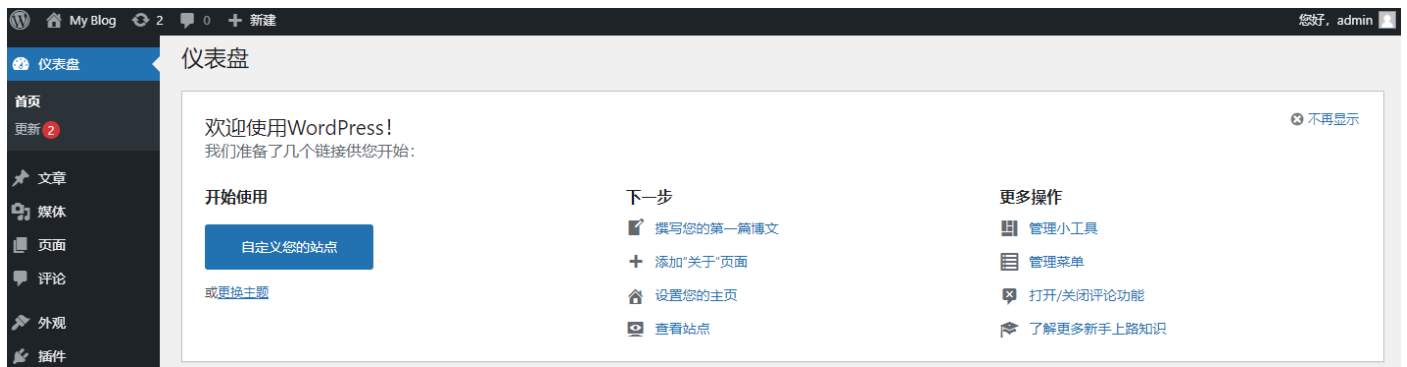 My Blog 2 0 新建 您好，admin
仪表盘
首页
更新 2
文章
媒体
页面
评论
外观
插件
仪表盘
欢迎使用WordPress！
我们准备了几个链接供您开始：
不再显示
开始使用
自定义您的站点
或更换主题
下一步
撰写您的第一篇博文
添加“关于”页面
设置您的主页
查看站点
更多操作
管理小工具
管理菜单
打开/关闭评论功能
了解更多新手上路知识